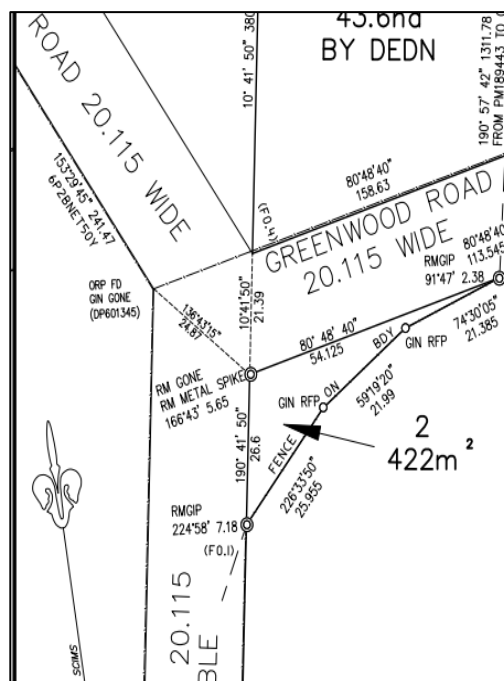 43.6ha
BY DEDN
ROAD 20.115 WIDE
10° 41' 50" 380
190° 57' 42" 1311.78
FROM PM189443 TO
153°29'45" 241.47
6P2BNET50Y
(F0.4)
80°48'40"
158.63
GREENWOOD ROAD
20.115 WIDE
80°48'40
113.545
RMGIP
91°47' 2.38
ORP FD
GIN GONE
(DP601345)
136°43'15"
24.87
10°41'50"
21.39
80° 48' 40"
54.125
74°30'05"
21.385
BDY
GIN RFP
RM GONE
RM METAL SPIKE
166°43' 5.65
59°19'20"
21.99
GIN RFP
ON
FENCE
190° 41' 50"
26.6
226°33'50"
25.955
2
422m²
RMGIP
224°58' 7.18
(F0.1)
20.115
BLE
SCIMS